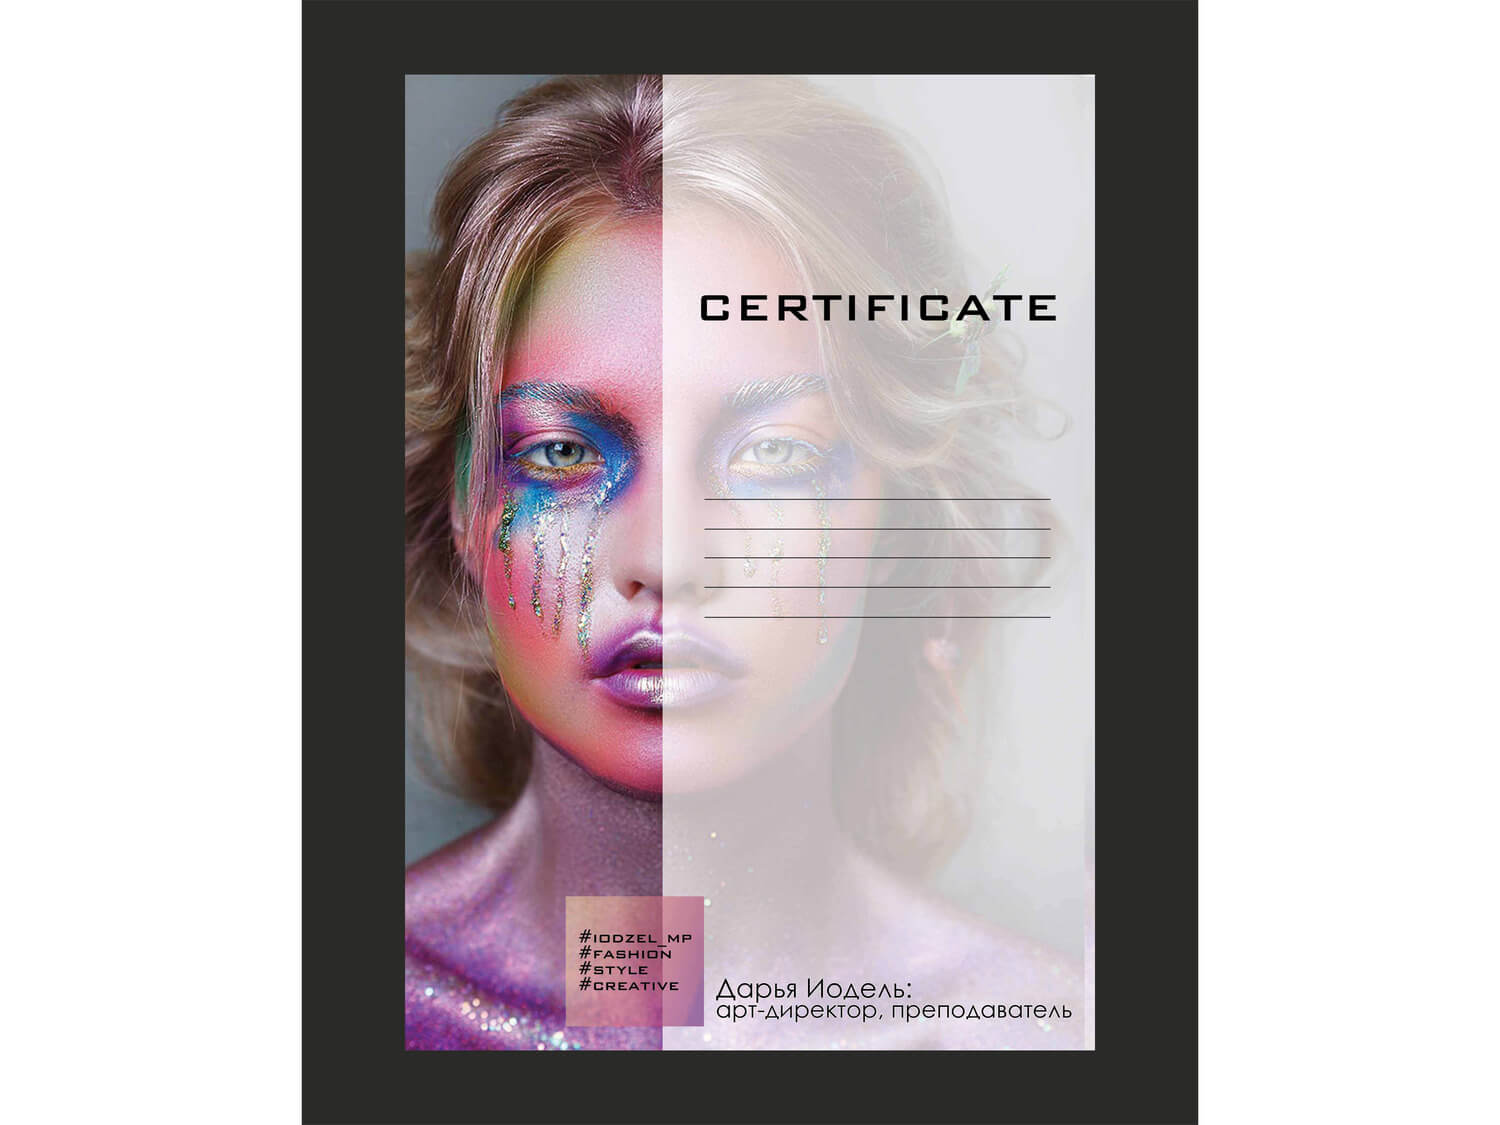 CERTIFICATE
#IODZEL_MP
#FASHION
#STYLE
#CREATIVE
Дарья Иодель:
арт-директор, преподаватель